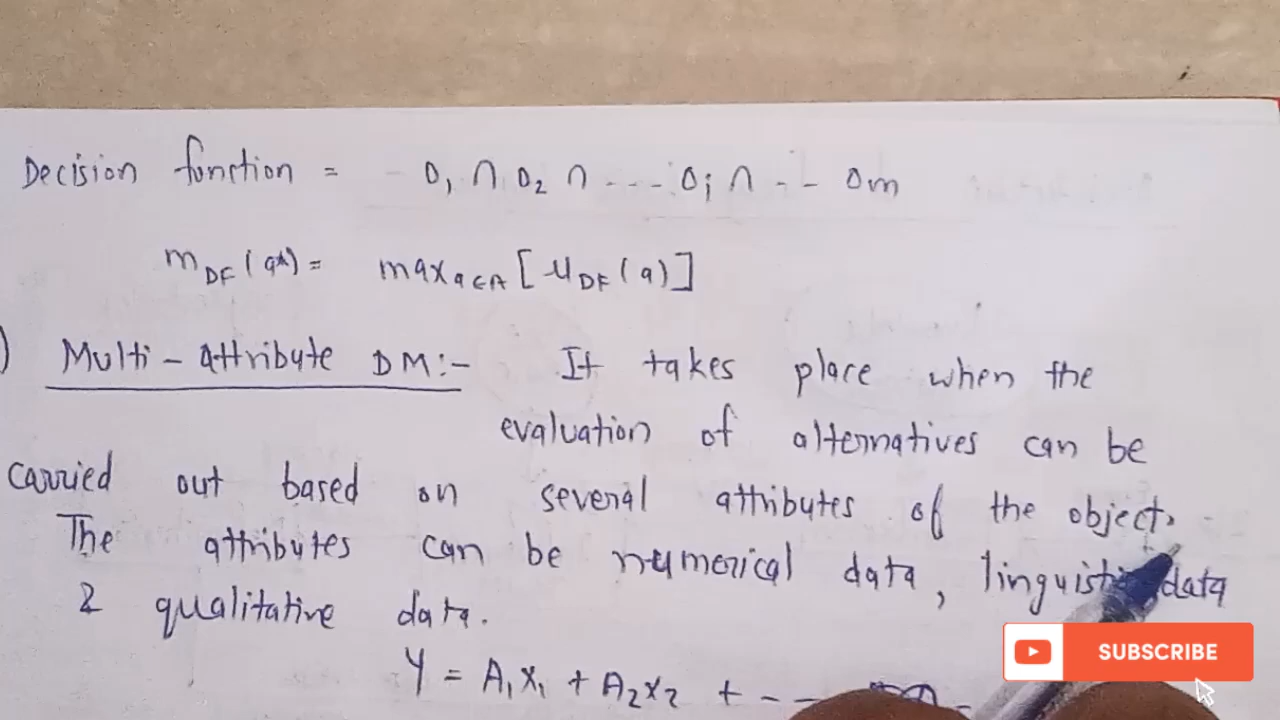 Decision function = O₁ ∩ O₂ ∩ ---- Oᵢ ∩ --- Om
m_DF(a*) = max_a∈A [μ_DF(a)]
) Multi-attribute DM:- It takes place when the
evaluation of alternatives can be
carried out based on several attributes of the object.
The attributes can be numerical data, linguistic data
& qualitative data.
Y = A₁x₁ + A₂x₂ + ---
SUBSCRIBE